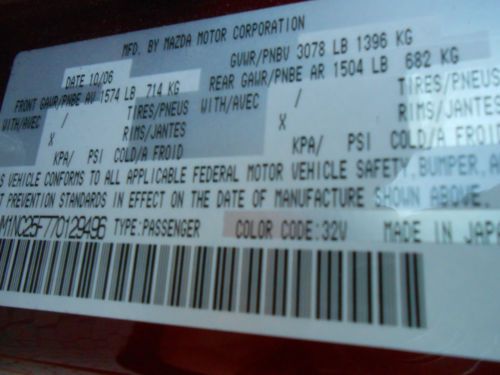 MFD. BY MAZDA MOTOR CORPORATION
DATE 10/06 GVWR/PNBV 3078 LB 1396 KG
FRONT GAWR/PNBE AV 1574 LB 714 KG REAR GAWR/PNBE AR 1504 LB 682 KG
WITH/AVEC / TIRES/PNEUS WITH/AVEC / TIRES/PNEUS
X RIMS/JANTES X RIMS/JANTES
KPA/ PSI COLD/A FROID KPA/ PSI COLD/A FROID
VEHICLE CONFORMS TO ALL APPLICABLE FEDERAL MOTOR VEHICLE SAFETY, BUMPER,
PREVENTION STANDARDS IN EFFECT ON THE DATE OF MANUFACTURE SHOWN ABOVE.
M1NC25F770129496 TYPE:PASSENGER COLOR CODE:32V MADE IN JAPA